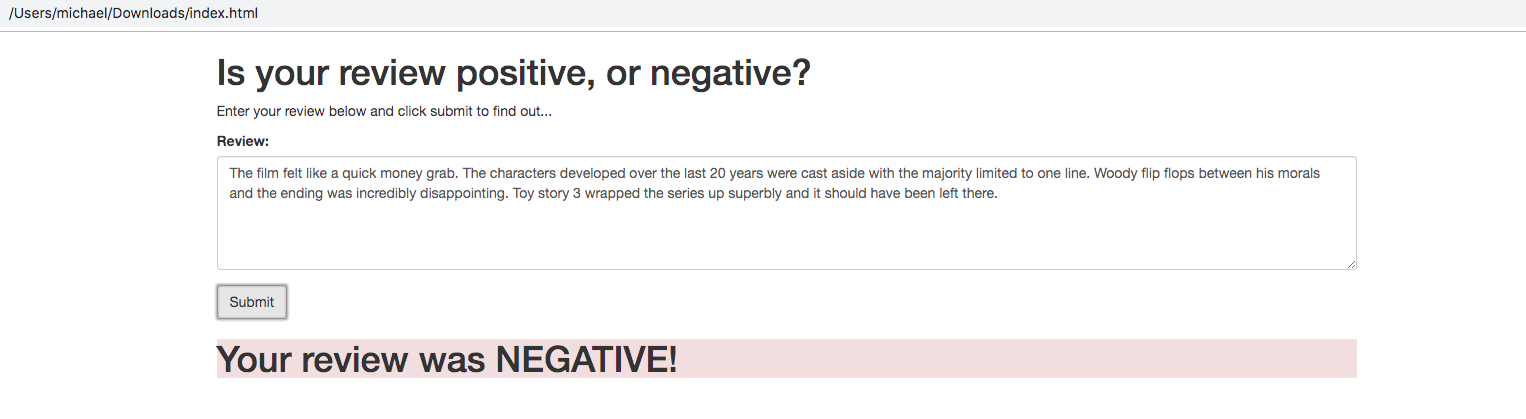 /Users/michael/Downloads/index.html
Is your review positive, or negative?
Enter your review below and click submit to find out...
Review:
The film felt like a quick money grab. The characters developed over the last 20 years were cast aside with the majority limited to one line. Woody flip flops between his morals
and the ending was incredibly disappointing. Toy story 3 wrapped the series up superbly and it should have been left there.
Submit
Your review was NEGATIVE!